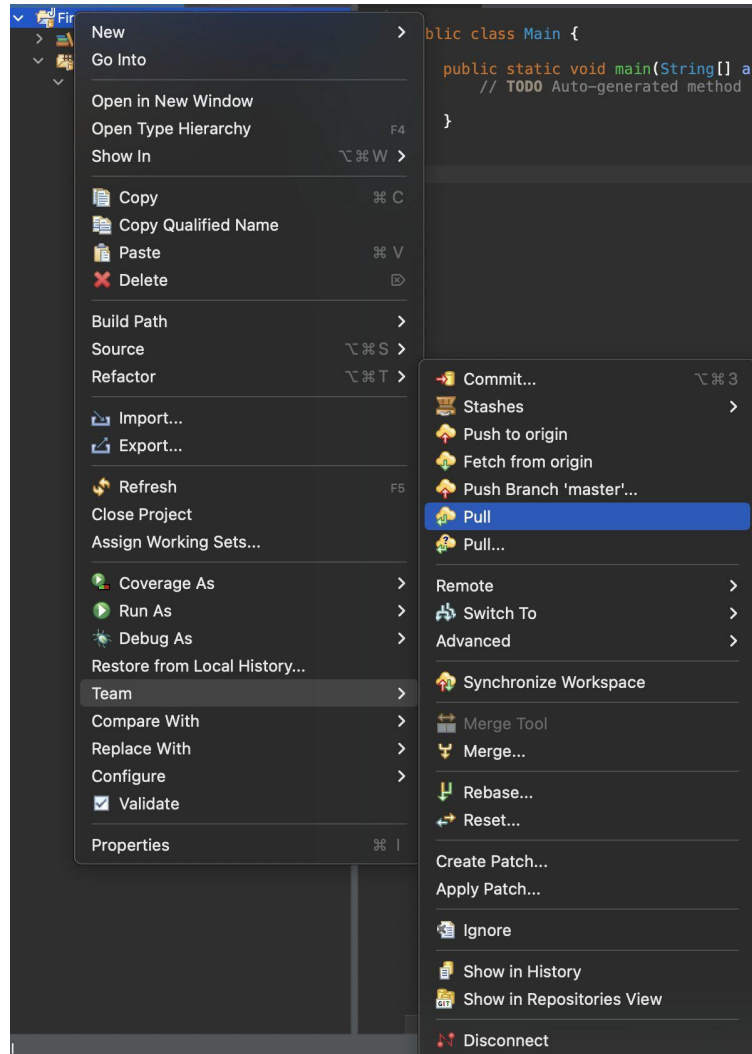 Fir
New
Go Into
Open in New Window
Open Type Hierarchy F4
Show In ⌥⌘W
Copy ⌘C
Copy Qualified Name
Paste ⌘V
Delete ⌦
Build Path
Source ⌥⌘S
Refactor ⌥⌘T
Import...
Export...
Refresh F5
Close Project
Assign Working Sets...
Coverage As
Run As
Debug As
Restore from Local History...
Team
Compare With
Replace With
Configure
Validate
Properties ⌘I
blic class Main {
public static void main(String[] a
// TODO Auto-generated method
}
Commit... ⌥⌘3
Stashes
Push to origin
Fetch from origin
Push Branch 'master'...
Pull
Pull...
Remote
Switch To
Advanced
Synchronize Workspace
Merge Tool
Merge...
Rebase...
Reset...
Create Patch...
Apply Patch...
Ignore
Show in History
GIT Show in Repositories View
Disconnect